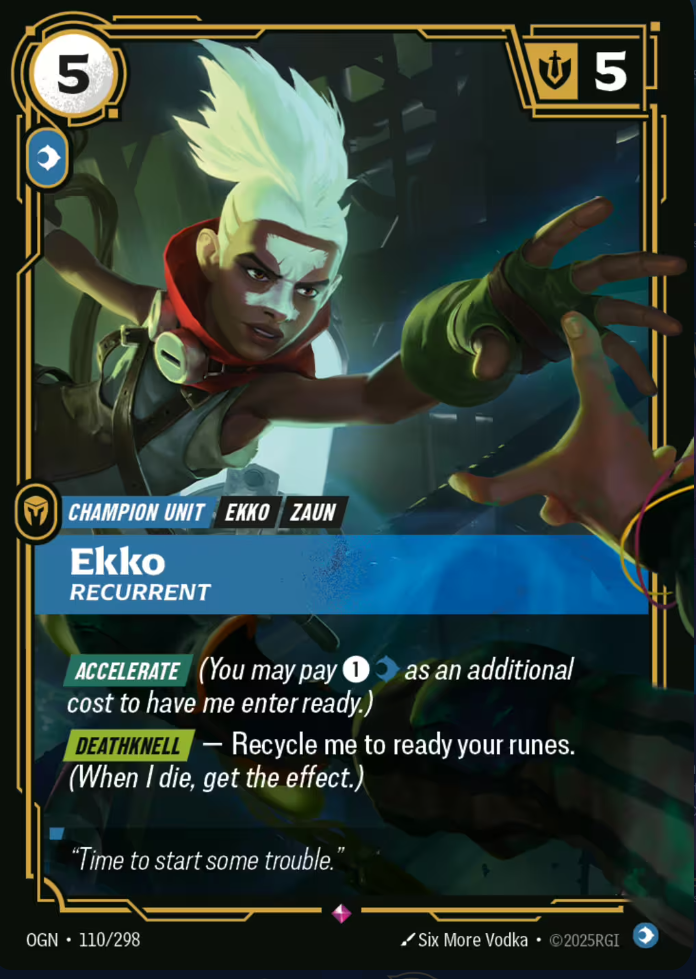 5
5
CHAMPION UNIT EKKO ZAUN
Ekko
RECURRENT
ACCELERATE (You may pay 1 as an additional
cost to have me enter ready.)
DEATHKNELL — Recycle me to ready your runes.
(When I die, get the effect.)
“Time to start some trouble.”
OGN • 110/298 Six More Vodka • ©2025RGI